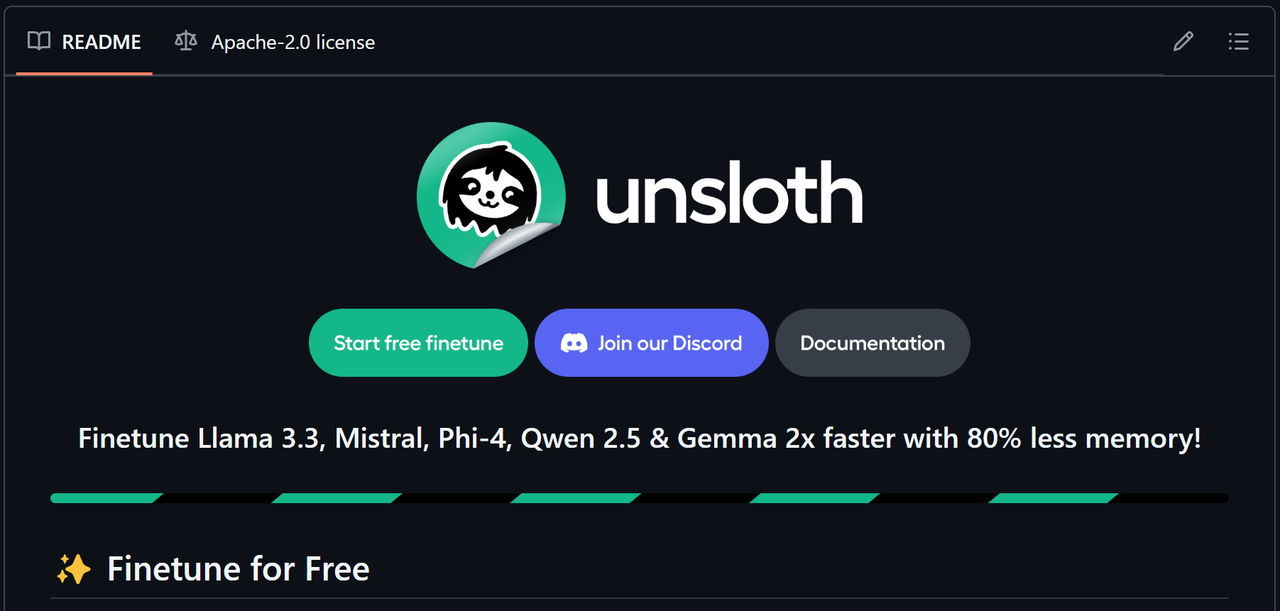 README Apache-2.0 license
unsloth
Start free finetune Join our Discord Documentation
Finetune Llama 3.3, Mistral, Phi-4, Qwen 2.5 & Gemma 2x faster with 80% less memory!
✨ Finetune for Free